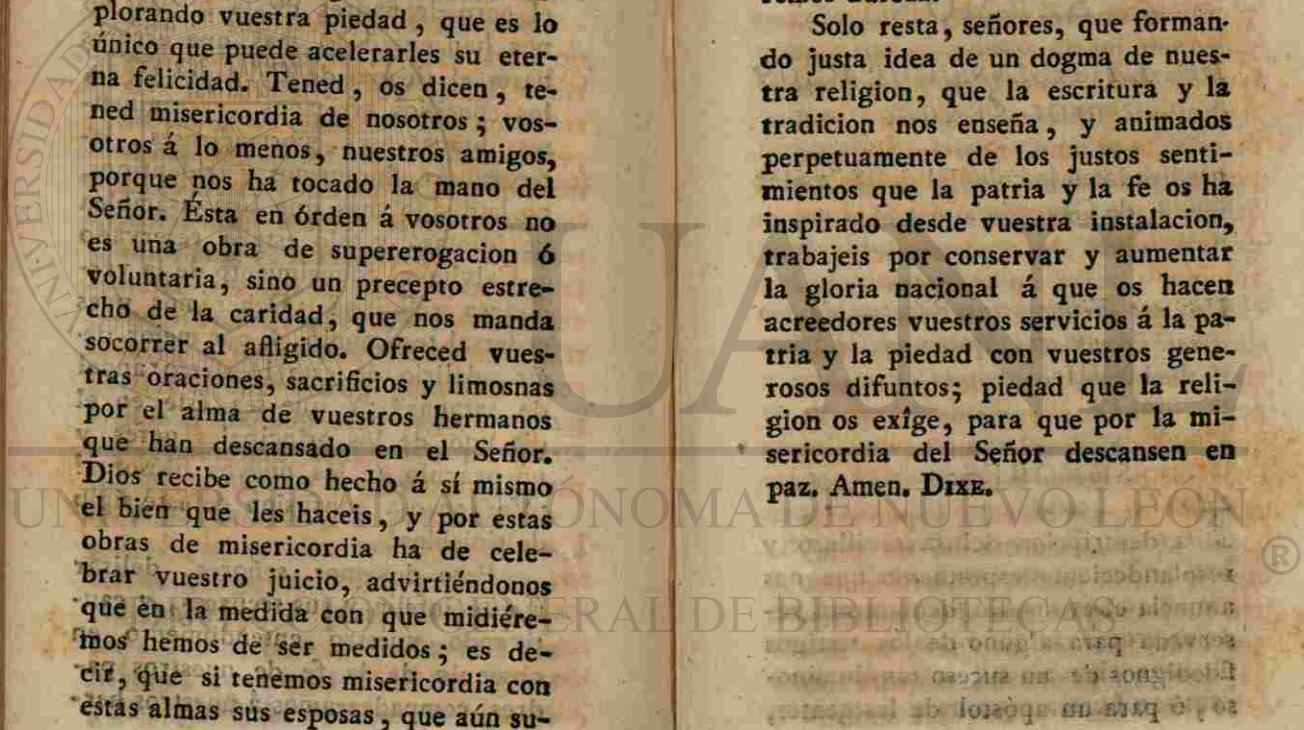 plorando vuestra piedad, que es lo
único que puede acelerarles su eter-
na felicidad. Tened, os dicen, te-
ned misericordia de nosotros; vos-
otros á lo menos, nuestros amigos,
porque nos ha tocado la mano del
Señor. Ésta en órden á vosotros no
es una obra de supererogacion ó
voluntaria, sino un precepto estre-
cho de la caridad, que nos manda
socorrer al afligido. Ofreced vues-
tras oraciones, sacrificios y limosnas
por el alma de vuestros hermanos
que han descansado en el Señor.
Dios recibe como hecho á sí mismo
el bien que les haceis, y por estas
obras de misericordia ha de cele-
brar vuestro juicio, advirtiéndonos
que en la medida con que midiére-
mos hemos de ser medidos; es de-
cir, que si tenemos misericordia con
estas almas sus esposas, que aún su-
Solo resta, señores, que forman-
do justa idea de un dogma de nues-
tra religion, que la escritura y la
tradicion nos enseña, y animados
perpetuamente de los justos senti-
mientos que la patria y la fe os ha
inspirado desde vuestra instalacion,
trabajeis por conservar y aumentar
la gloria nacional á que os hacen
acreedores vuestros servicios á la pa-
tria y la piedad con vuestros gene-
rosos difuntos; piedad que la reli-
gion os exîge, para que por la mi-
sericordia del Señor descansen en
paz. Amen. DIXE.
UANL
UNIVERSIDAD AUTÓNOMA DE NUEVO LEÓN
®
DIRECCIÓN GENERAL DE BIBLIOTECAS